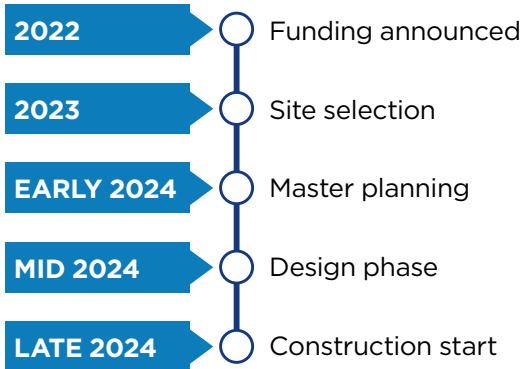 2022 Funding announced
2023 Site selection
EARLY 2024 Master planning
MID 2024 Design phase
LATE 2024 Construction start